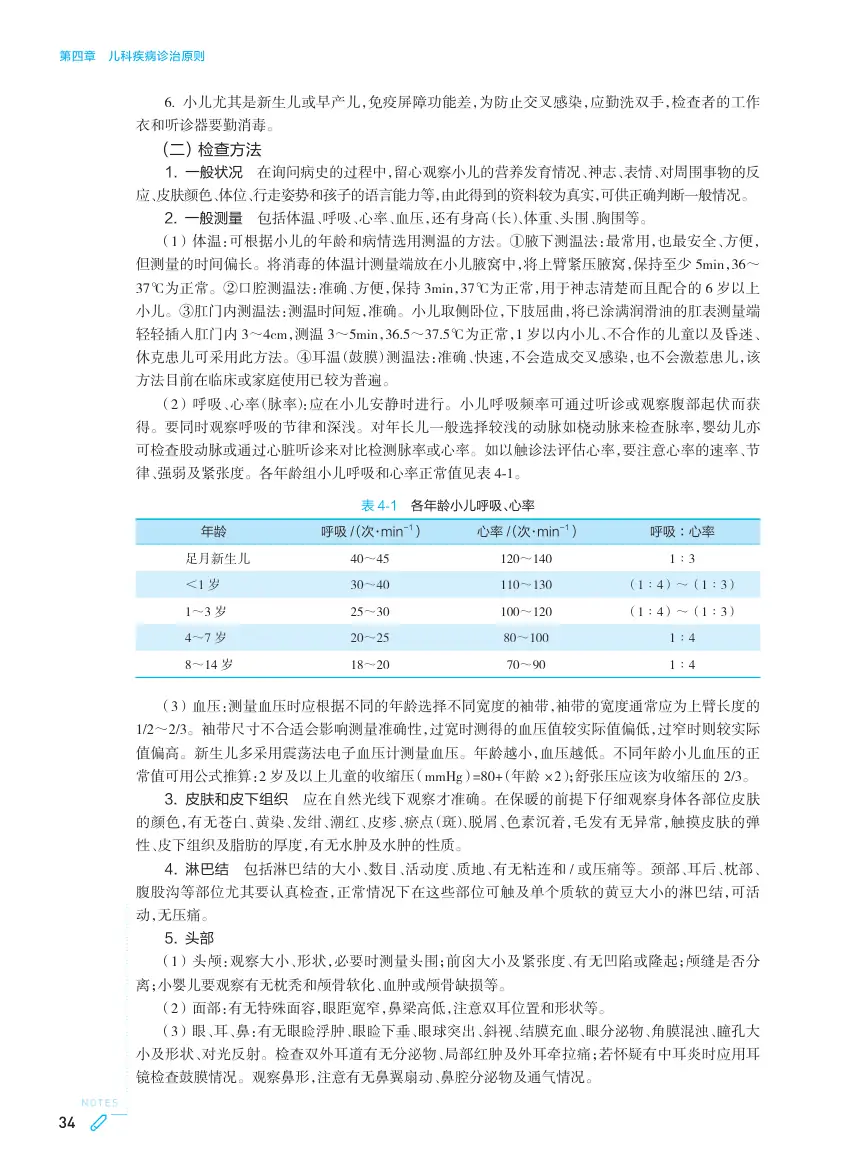 第四章　儿科疾病诊治原则
6. 小儿尤其是新生儿或早产儿,免疫屏障功能差,为防止交叉感染,应勤洗双手,检查者的工作
衣和听诊器要勤消毒。
（二）检查方法
1. 一般状况　在询问病史的过程中,留心观察小儿的营养发育情况、神志、表情、对周围事物的反
应、皮肤颜色、体位、行走姿势和孩子的语言能力等,由此得到的资料较为真实,可供正确判断一般情况。
2. 一般测量　包括体温、呼吸、心率、血压,还有身高(长)、体重、头围、胸围等。
（1）体温:可根据小儿的年龄和病情选用测温的方法。①腋下测温法:最常用,也最安全、方便,
但测量的时间偏长。将消毒的体温计测量端放在小儿腋窝中,将上臂紧压腋窝,保持至少 5min,36～
37℃为正常。②口腔测温法:准确、方便,保持 3min,37℃为正常,用于神志清楚而且配合的 6 岁以上
小儿。③肛门内测温法:测温时间短,准确。小儿取侧卧位,下肢屈曲,将已涂满润滑油的肛表测量端
轻轻插入肛门内 3～4cm,测温 3～5min,36.5～37.5℃为正常,1 岁以内小儿、不合作的儿童以及昏迷、
休克患儿可采用此方法。④耳温(鼓膜)测温法:准确、快速,不会造成交叉感染,也不会激惹患儿,该
方法目前在临床或家庭使用已较为普遍。
（2）呼吸、心率(脉率):应在小儿安静时进行。小儿呼吸频率可通过听诊或观察腹部起伏而获
得。要同时观察呼吸的节律和深浅。对年长儿一般选择较浅的动脉如桡动脉来检查脉率,婴幼儿亦
可检查股动脉或通过心脏听诊来对比检测脉率或心率。如以触诊法评估心率,要注意心率的速率、节
律、强弱及紧张度。各年龄组小儿呼吸和心率正常值见表 4-1。
表 4-1　各年龄小儿呼吸、心率
年龄　呼吸 /(次·min⁻¹)　心率 /(次·min⁻¹)　呼吸∶心率
足月新生儿　40～45　120～140　1∶3
＜1 岁　30～40　110～130　(1∶4)～(1∶3)
1～3 岁　25～30　100～120　(1∶4)～(1∶3)
4～7 岁　20～25　80～100　1∶4
8～14 岁　18～20　70～90　1∶4
（3）血压:测量血压时应根据不同的年龄选择不同宽度的袖带,袖带的宽度通常应为上臂长度的
1/2～2/3。袖带尺寸不合适会影响测量准确性,过宽时测得的血压值较实际值偏低,过窄时则较实际
值偏高。新生儿多采用震荡法电子血压计测量血压。年龄越小,血压越低。不同年龄小儿血压的正
常值可用公式推算:2 岁及以上儿童的收缩压(mmHg)=80+(年龄 ×2);舒张压应该为收缩压的 2/3。
3. 皮肤和皮下组织　应在自然光线下观察才准确。在保暖的前提下仔细观察身体各部位皮肤
的颜色,有无苍白、黄染、发绀、潮红、皮疹、瘀点(斑)、脱屑、色素沉着,毛发有无异常,触摸皮肤的弹
性、皮下组织及脂肪的厚度,有无水肿及水肿的性质。
4. 淋巴结　包括淋巴结的大小、数目、活动度、质地、有无粘连和 / 或压痛等。颈部、耳后、枕部、
腹股沟等部位尤其要认真检查,正常情况下在这些部位可触及单个质软的黄豆大小的淋巴结,可活
动,无压痛。
5. 头部
（1）头颅:观察大小、形状,必要时测量头围;前囟大小及紧张度、有无凹陷或隆起;颅缝是否分
离;小婴儿要观察有无枕秃和颅骨软化、血肿或颅骨缺损等。
（2）面部:有无特殊面容,眼距宽窄,鼻梁高低,注意双耳位置和形状等。
（3）眼、耳、鼻:有无眼睑浮肿、眼睑下垂、眼球突出、斜视、结膜充血、眼分泌物、角膜混浊、瞳孔大
小及形状、对光反射。检查双外耳道有无分泌物、局部红肿及外耳牵拉痛;若怀疑有中耳炎时应用耳
镜检查鼓膜情况。观察鼻形,注意有无鼻翼扇动、鼻腔分泌物及通气情况。
NOTES
34